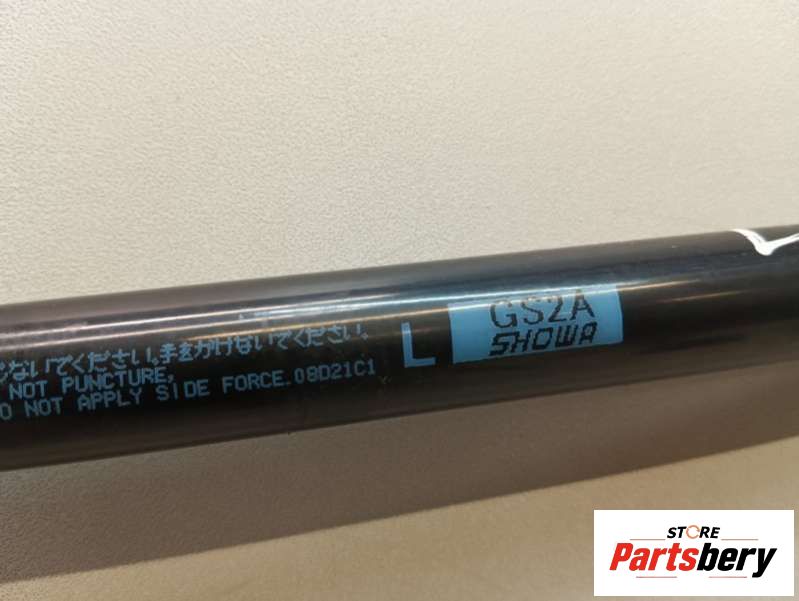 ないでください。手をかけないでください。
NOT PUNCTURE,
DO NOT APPLY SIDE FORCE. 08D21C1
L
GS2A
SHOWA
STORE
Partsbery